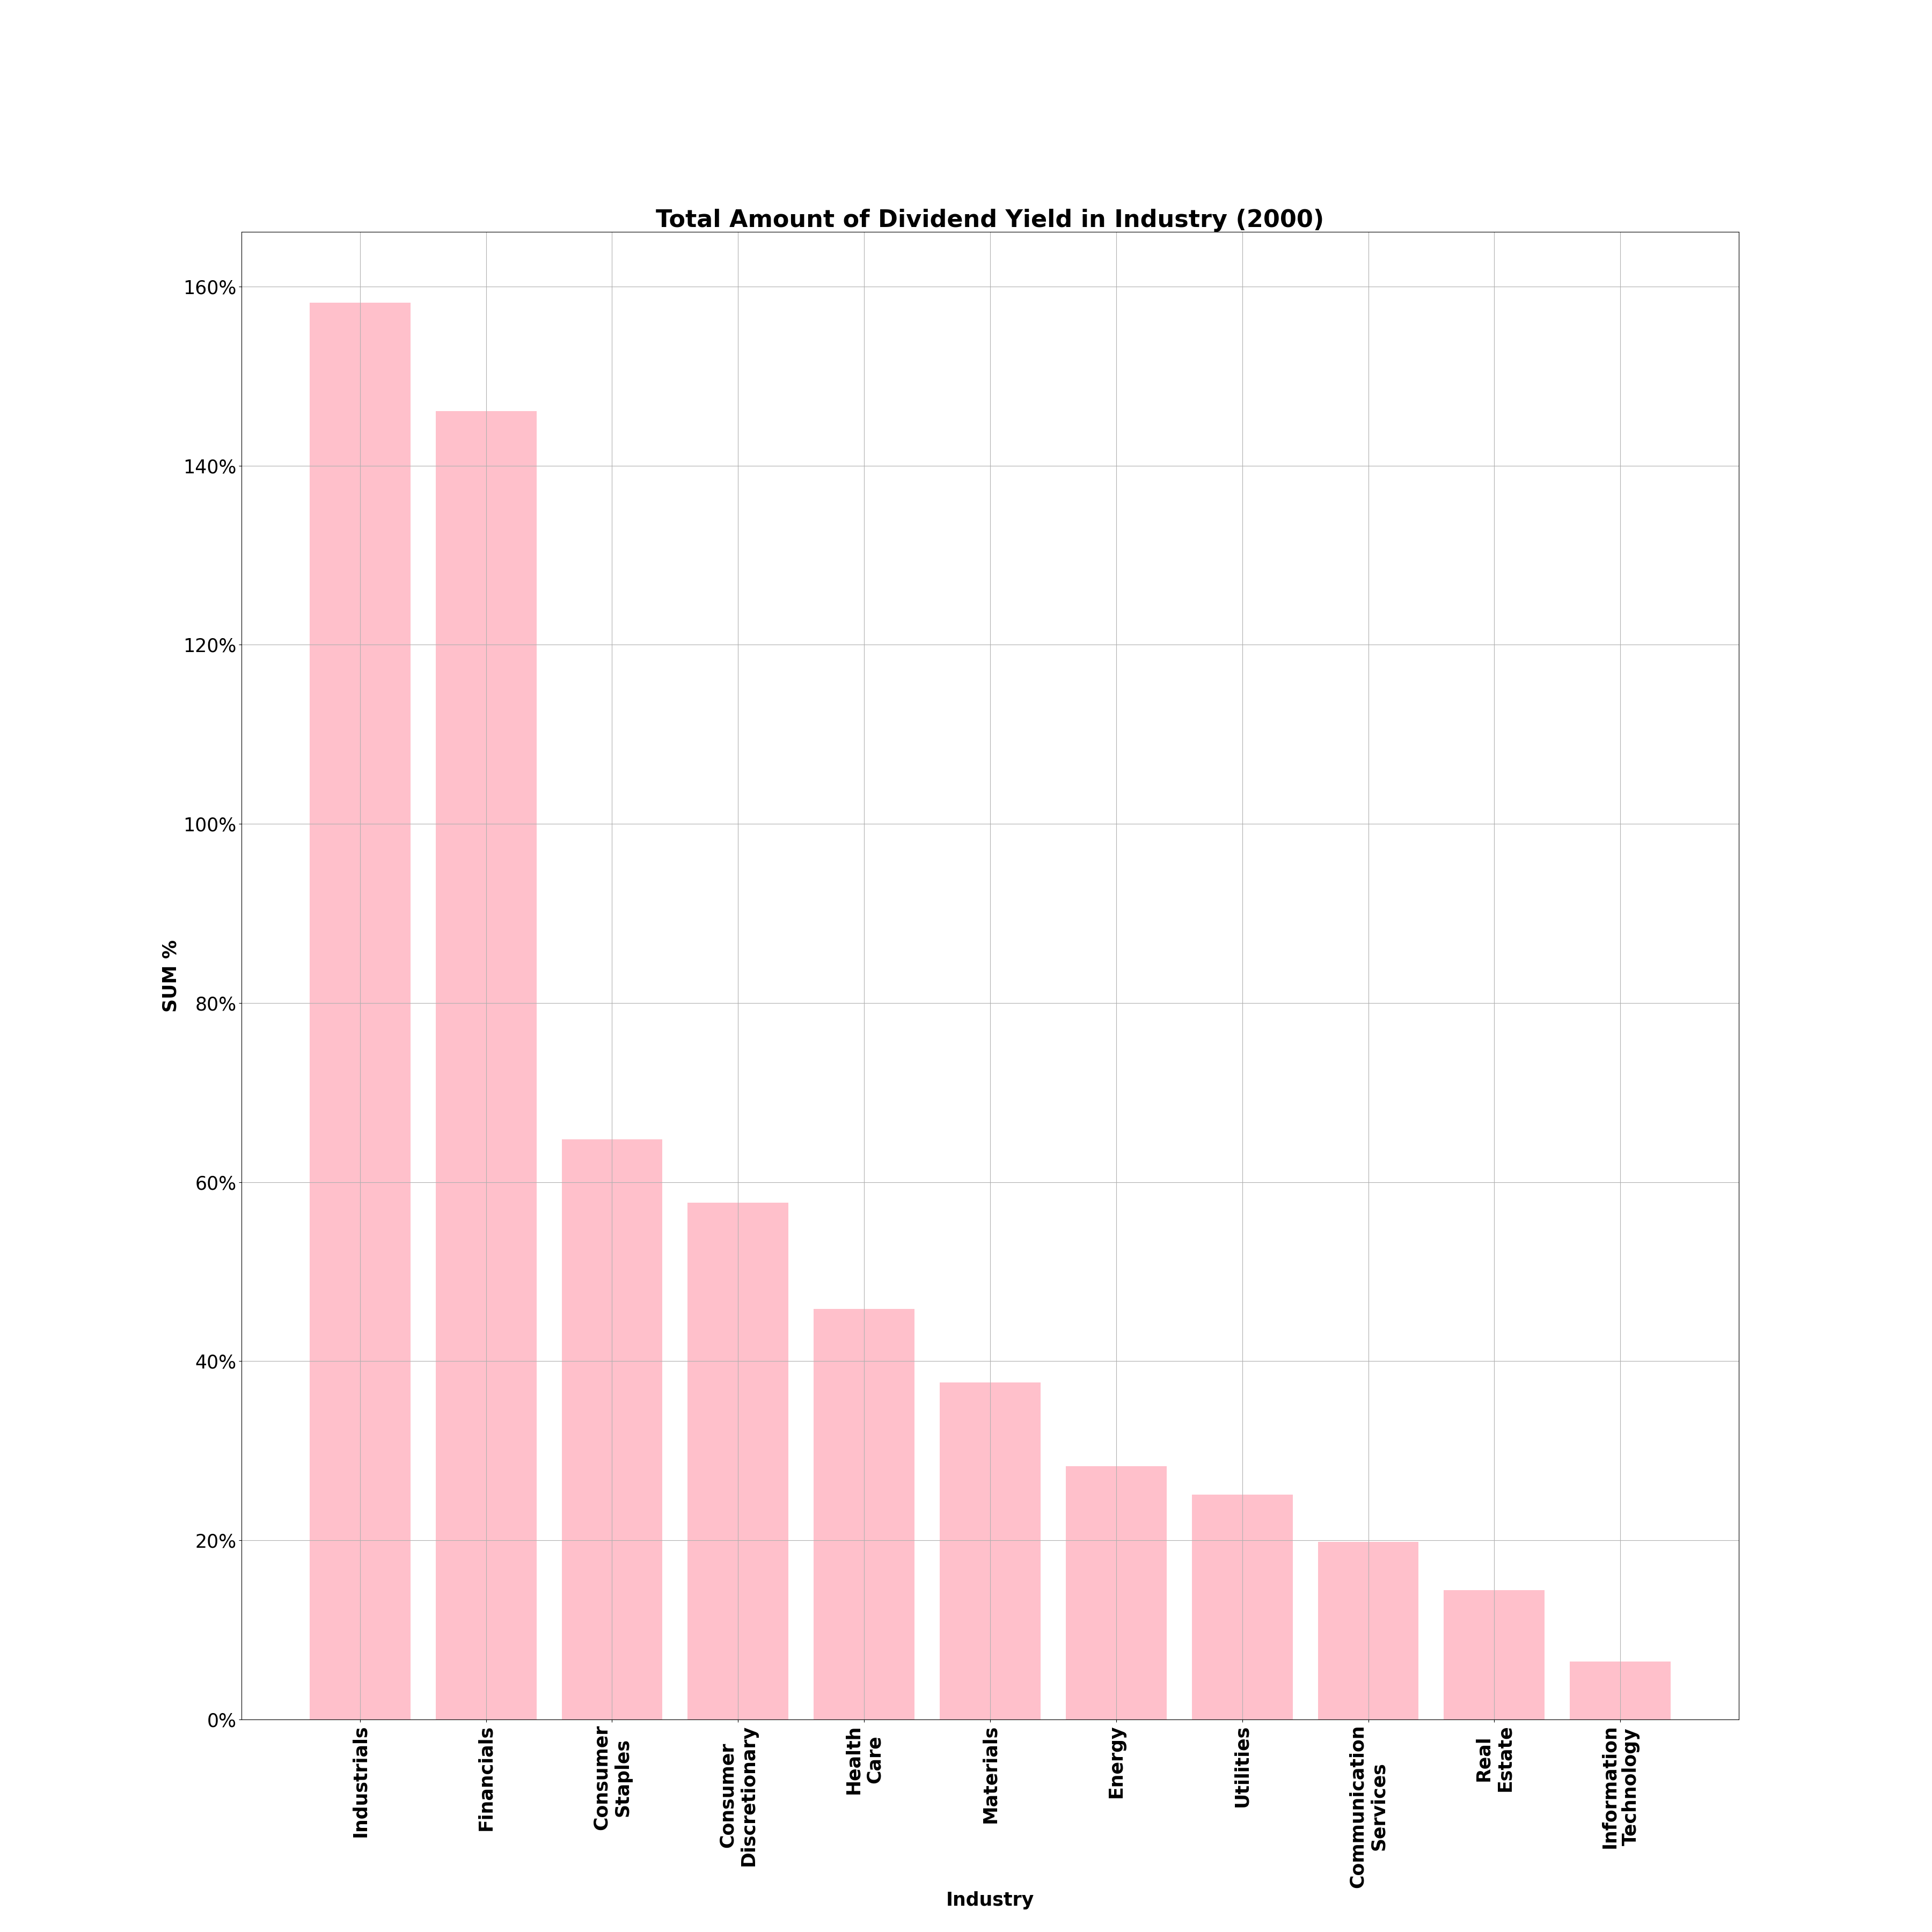 Total Amount of Dividend Yield in Industry (2000)
160%
140%
120%
100%
80%
60%
40%
20%
0%
SUM %
Industrials
Financials
Consumer
Staples
Consumer
Discretionary
Health
Care
Materials
Energy
Utilities
Communication
Services
Real
Estate
Information
Technology
Industry